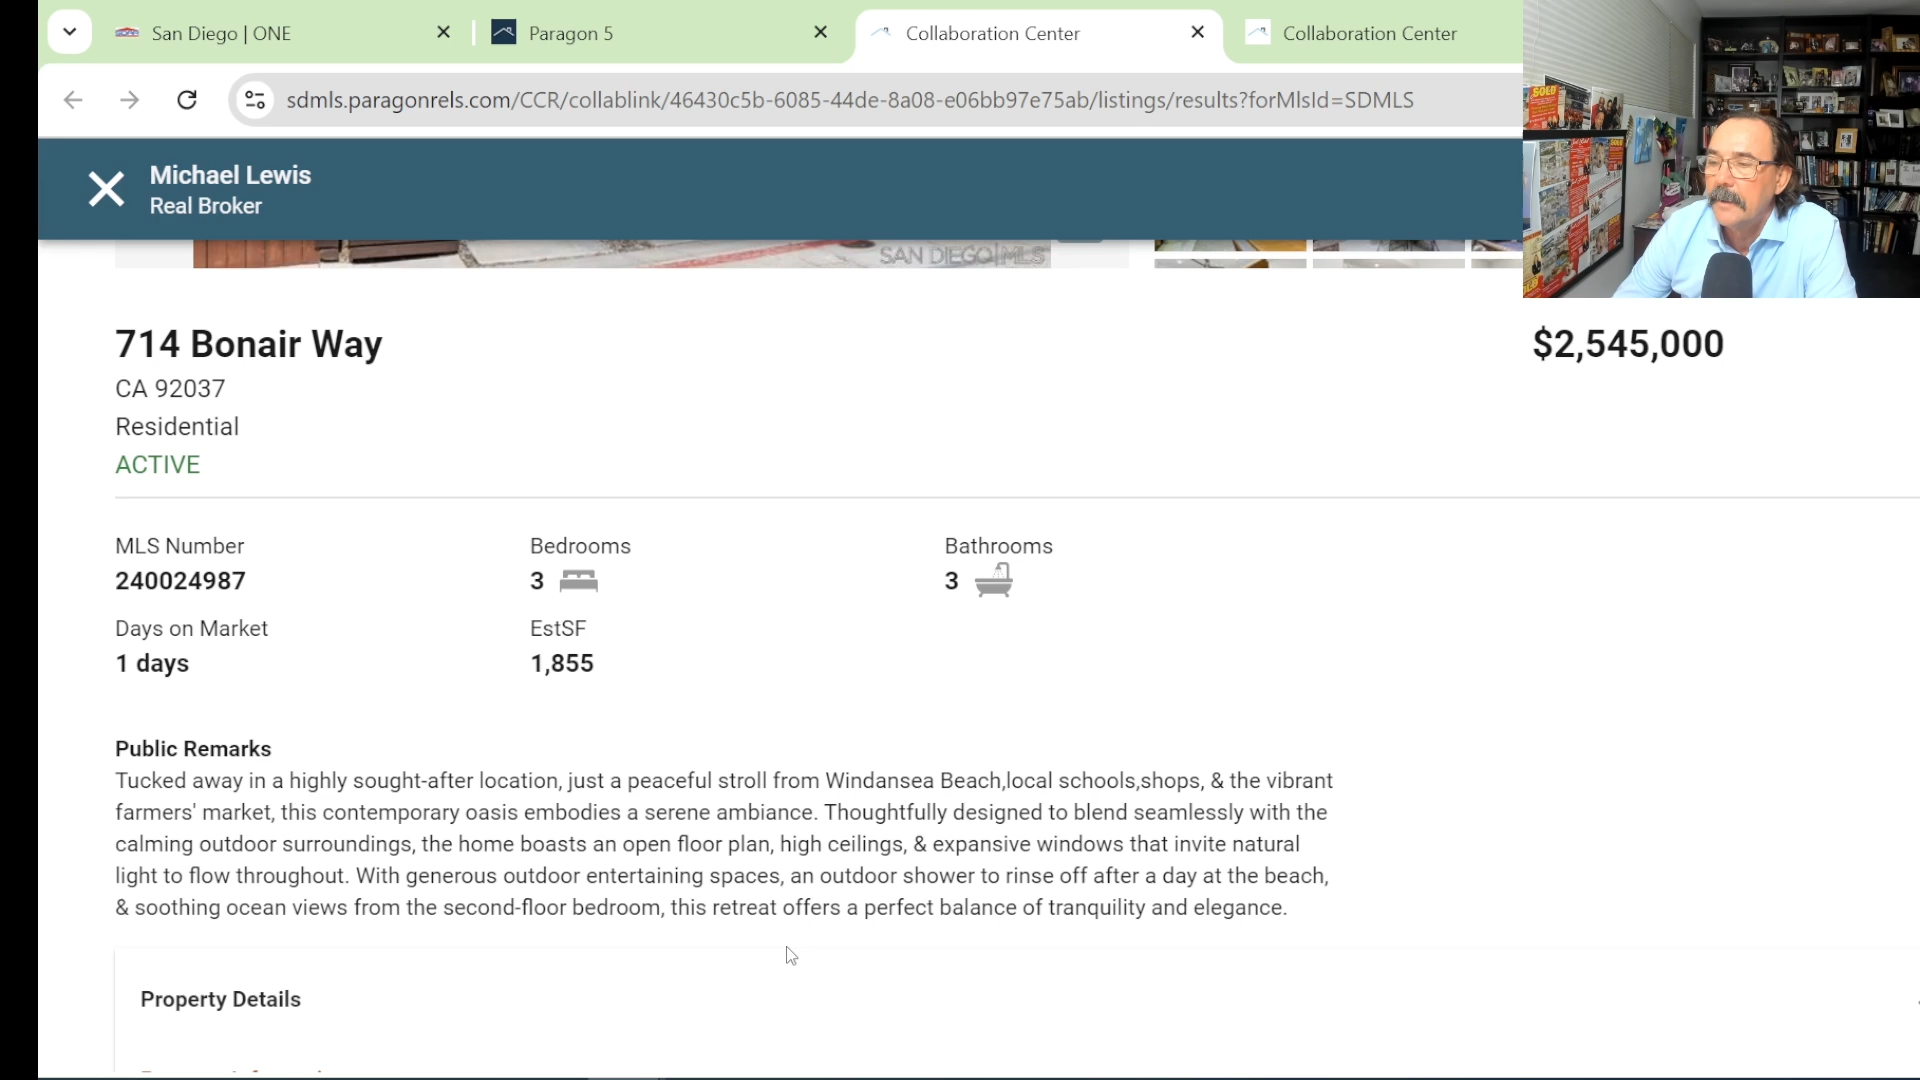 San Diego | ONE
Paragon 5
Collaboration Center
Collaboration Center
sdmls.paragonrels.com/CCR/collablink/46430c5b-6085-44de-8a08-e06bb97e75ab/listings/results?forMlsId=SDMLS
Michael Lewis
Real Broker
SAN DIEGO|MLS
SOLD
714 Bonair Way
$2,545,000
CA 92037
Residential
ACTIVE
MLS Number
Bedrooms
Bathrooms
240024987
3
3
Days on Market
EstSF
1 days
1,855
Public Remarks
Tucked away in a highly sought-after location, just a peaceful stroll from Windansea Beach,local schools,shops, & the vibrant
farmers' market, this contemporary oasis embodies a serene ambiance. Thoughtfully designed to blend seamlessly with the
calming outdoor surroundings, the home boasts an open floor plan, high ceilings, & expansive windows that invite natural
light to flow throughout. With generous outdoor entertaining spaces, an outdoor shower to rinse off after a day at the beach,
& soothing ocean views from the second-floor bedroom, this retreat offers a perfect balance of tranquility and elegance.
Property Details